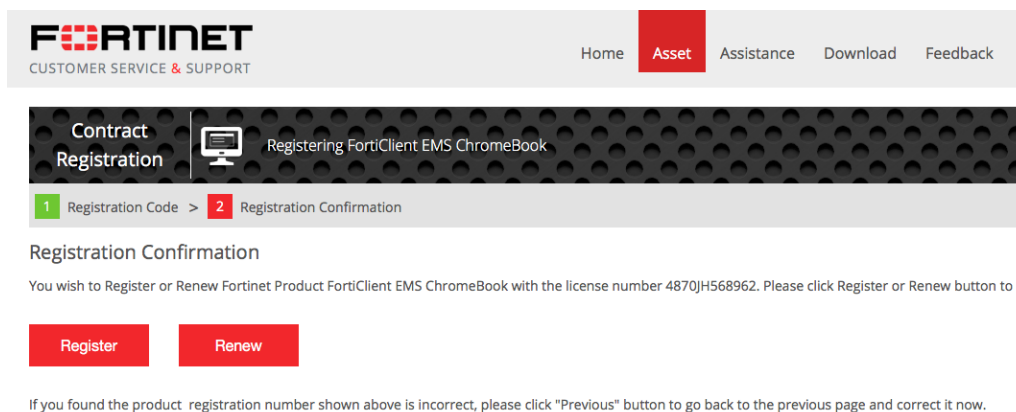 FORTINET
CUSTOMER SERVICE & SUPPORT
Home Asset Assistance Download Feedback
Contract
Registration
Registering FortiClient EMS ChromeBook
1 Registration Code > 2 Registration Confirmation
Registration Confirmation
You wish to Register or Renew Fortinet Product FortiClient EMS ChromeBook with the license number 4870JH568962. Please click Register or Renew button to
Register Renew
If you found the product registration number shown above is incorrect, please click "Previous" button to go back to the previous page and correct it now.